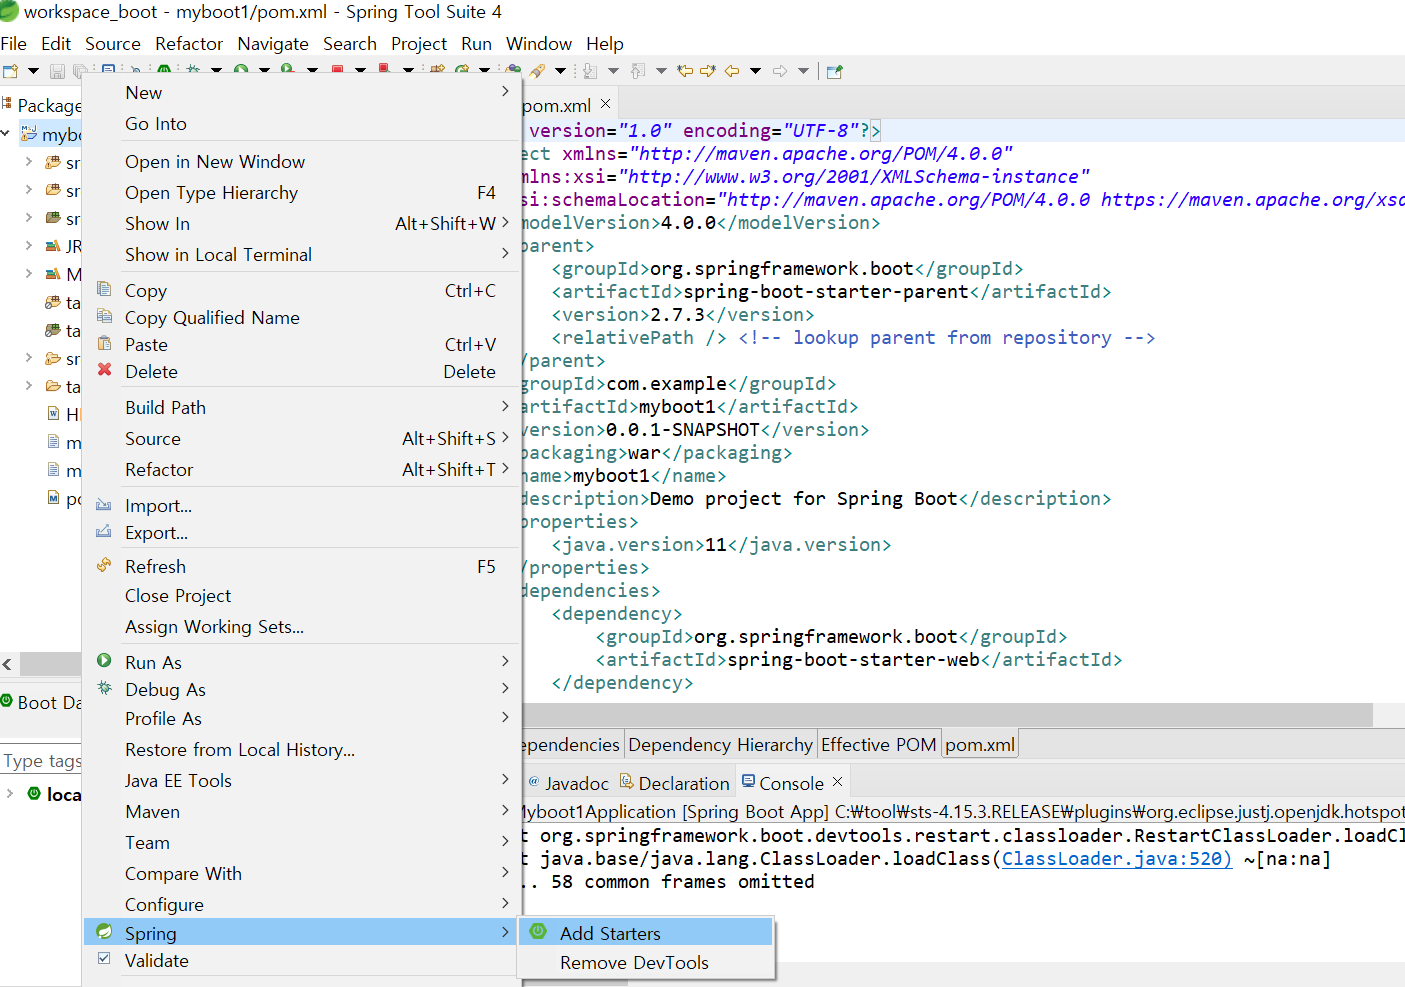 workspace_boot - myboot1/pom.xml - Spring Tool Suite 4
File Edit Source Refactor Navigate Search Project Run Window Help
Package
mybo
sr
sr
sr
JR
M
ta
ta
sr
ta
H
m
m
po
Boot Da
Type tags
loca
New
Go Into
Open in New Window
Open Type Hierarchy F4
Show In Alt+Shift+W
Show in Local Terminal
Copy Ctrl+C
Copy Qualified Name
Paste Ctrl+V
Delete Delete
Build Path
Source Alt+Shift+S
Refactor Alt+Shift+T
Import...
Export...
Refresh F5
Close Project
Assign Working Sets...
Run As
Debug As
Profile As
Restore from Local History...
Java EE Tools
Maven
Team
Compare With
Configure
Spring
Validate
Add Starters
Remove DevTools
pom.xml
version="1.0" encoding="UTF-8"?>
ect xmlns="http://maven.apache.org/POM/4.0.0"
mlns:xsi="http://www.w3.org/2001/XMLSchema-instance"
si:schemaLocation="http://maven.apache.org/POM/4.0.0 https://maven.apache.org/xsd
modelVersion>4.0.0</modelVersion>
parent>
<groupId>org.springframework.boot</groupId>
<artifactId>spring-boot-starter-parent</artifactId>
<version>2.7.3</version>
<relativePath /> <!-- lookup parent from repository -->
/parent>
groupId>com.example</groupId>
artifactId>myboot1</artifactId>
version>0.0.1-SNAPSHOT</version>
packaging>war</packaging>
name>myboot1</name>
description>Demo project for Spring Boot</description>
properties>
<java.version>11</java.version>
/properties>
dependencies>
<dependency>
<groupId>org.springframework.boot</groupId>
<artifactId>spring-boot-starter-web</artifactId>
</dependency>
ependencies Dependency Hierarchy Effective POM pom.xml
@ Javadoc Declaration Console
Myboot1Application [Spring Boot App] C:₩tool₩sts-4.15.3.RELEASE₩plugins₩org.eclipse.justj.openjdk.hotspot
t org.springframework.boot.devtools.restart.classloader.RestartClassLoader.loadCl
t java.base/java.lang.ClassLoader.loadClass(ClassLoader.java:520) ~[na:na]
.. 58 common frames omitted